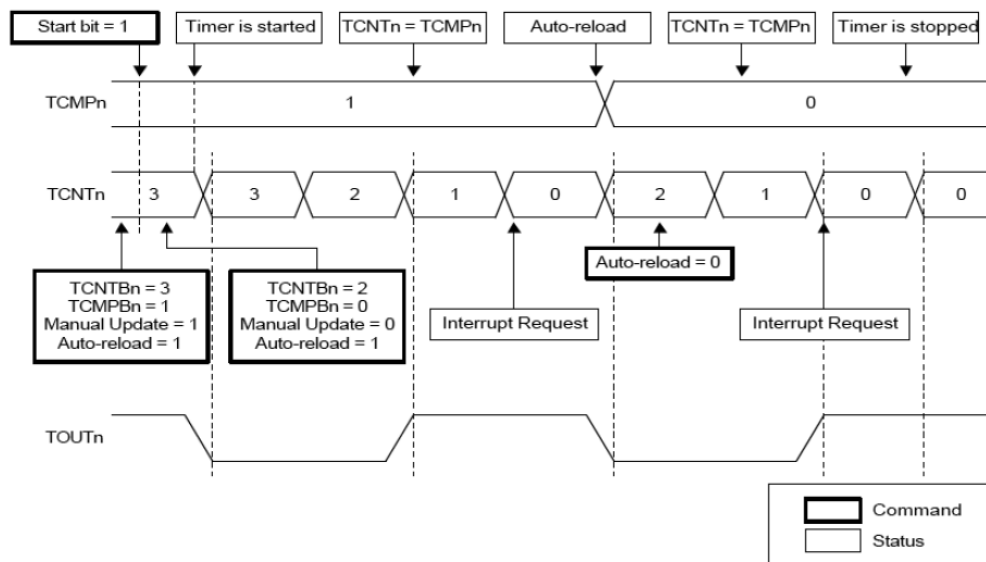 Start bit = 1
Timer is started
TCNTn = TCMPn
Auto-reload
TCNTn = TCMPn
Timer is stopped
TCMPn
1
0
TCNTn
3
3
2
1
0
2
1
0
0
TCNTBn = 3
TCMPBn = 1
Manual Update = 1
Auto-reload = 1
TCNTBn = 2
TCMPBn = 0
Manual Update = 0
Auto-reload = 1
Interrupt Request
Auto-reload = 0
Interrupt Request
TOUTn
Command
Status